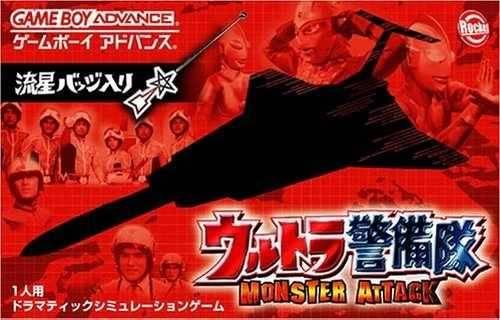 GAME BOY ADVANCE
ゲームボーイ アドバンス®
Rocket
流星バッヂ入り
ウルトラ警備隊
MONSTER ATTACK
1人用
ドラマティックシミュレーションゲーム